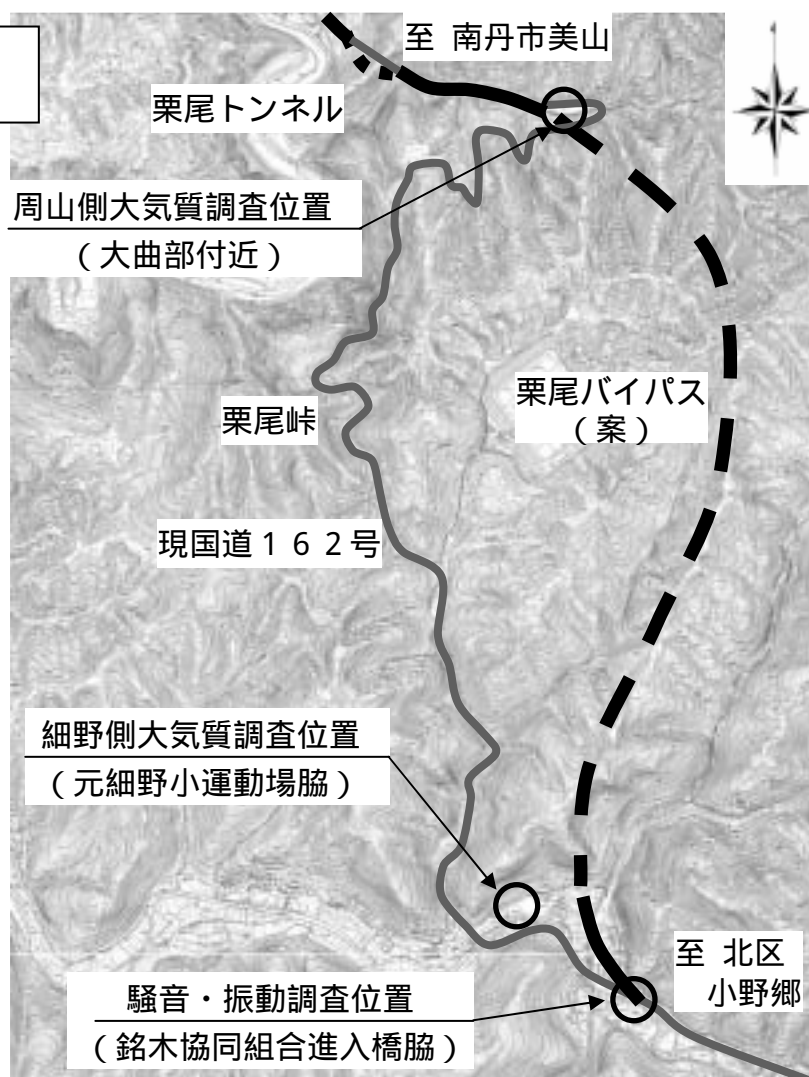 至 南丹市美山
栗尾トンネル
周山側大気質調査位置
（大曲部付近）
栗尾バイパス
（案）
栗尾峠
現国道１６２号
細野側大気質調査位置
（元細野小運動場脇）
至 北区
小野郷
騒音・振動調査位置
（銘木協同組合進入橋脇）